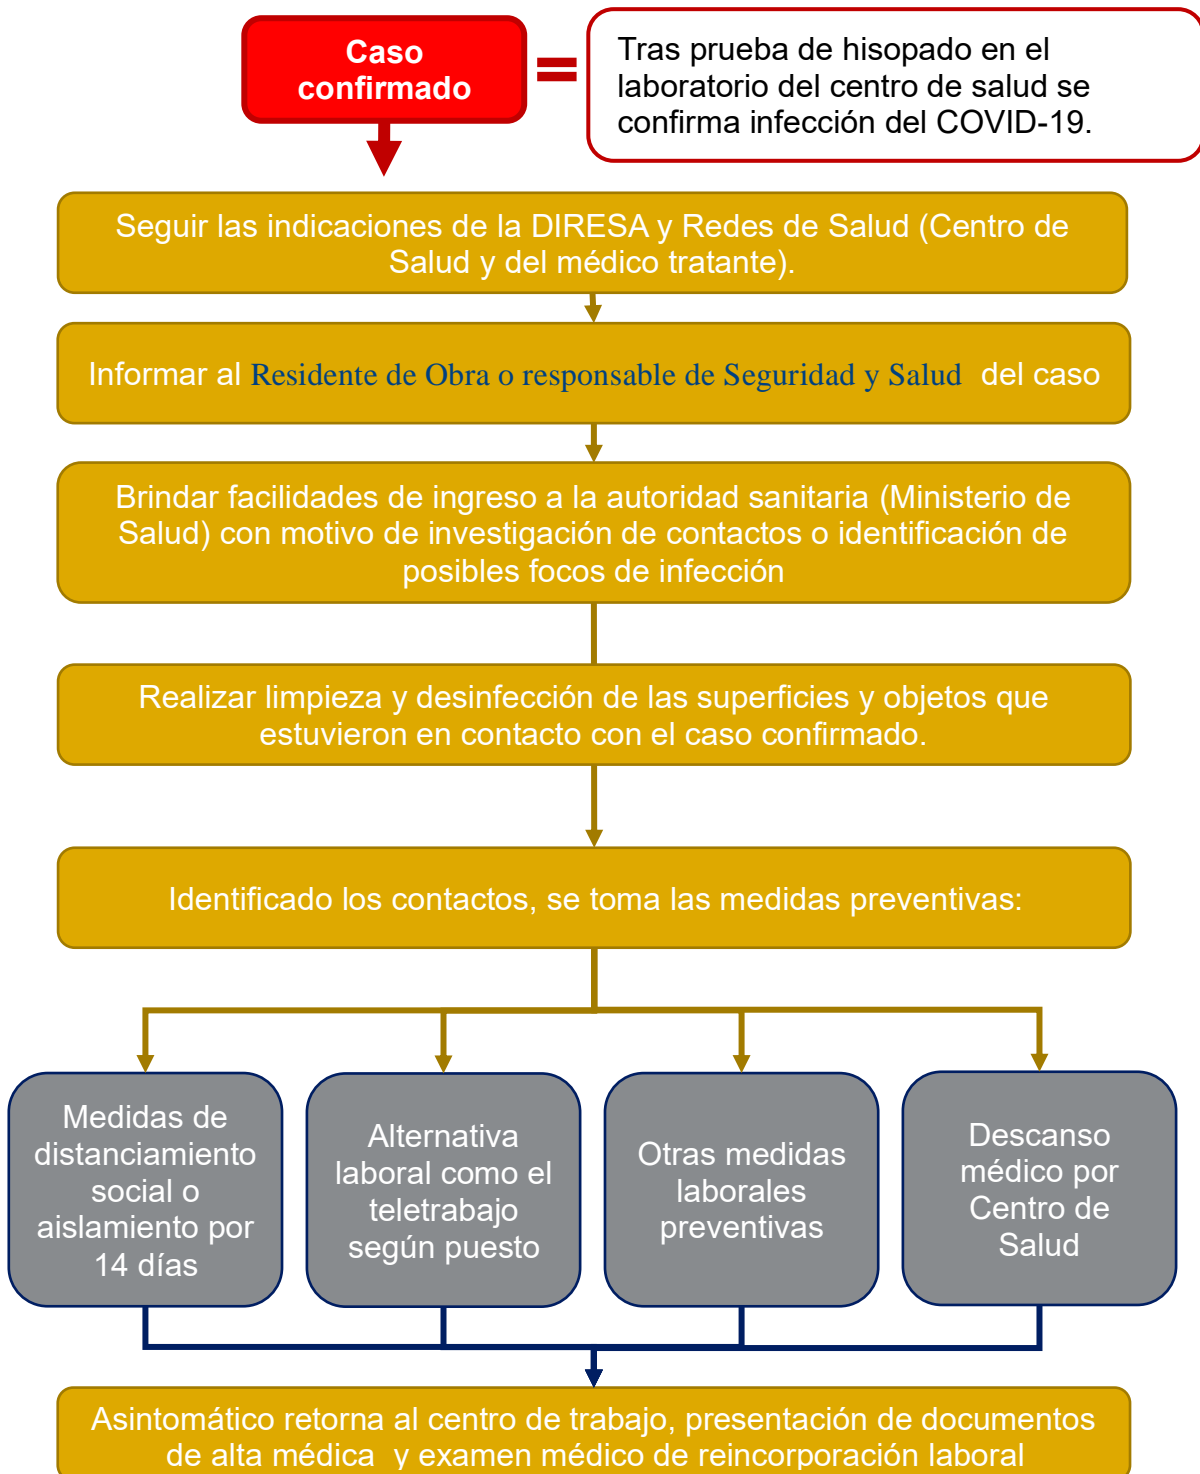 Caso
confirmado
Tras prueba de hisopado en el
laboratorio del centro de salud se
confirma infección del COVID-19.
Seguir las indicaciones de la DIRESA y Redes de Salud (Centro de
Salud y del médico tratante).
Informar al Residente de Obra o responsable de Seguridad y Salud del caso
Brindar facilidades de ingreso a la autoridad sanitaria (Ministerio de
Salud) con motivo de investigación de contactos o identificación de
posibles focos de infección
Realizar limpieza y desinfección de las superficies y objetos que
estuvieron en contacto con el caso confirmado.
Identificado los contactos, se toma las medidas preventivas:
Medidas de
distanciamiento
social o
aislamiento por
14 días
Alternativa
laboral como el
teletrabajo
según puesto
Otras medidas
laborales
preventivas
Descanso
médico por
Centro de
Salud
Asintomático retorna al centro de trabajo, presentación de documentos
de alta médica y examen médico de reincorporación laboral